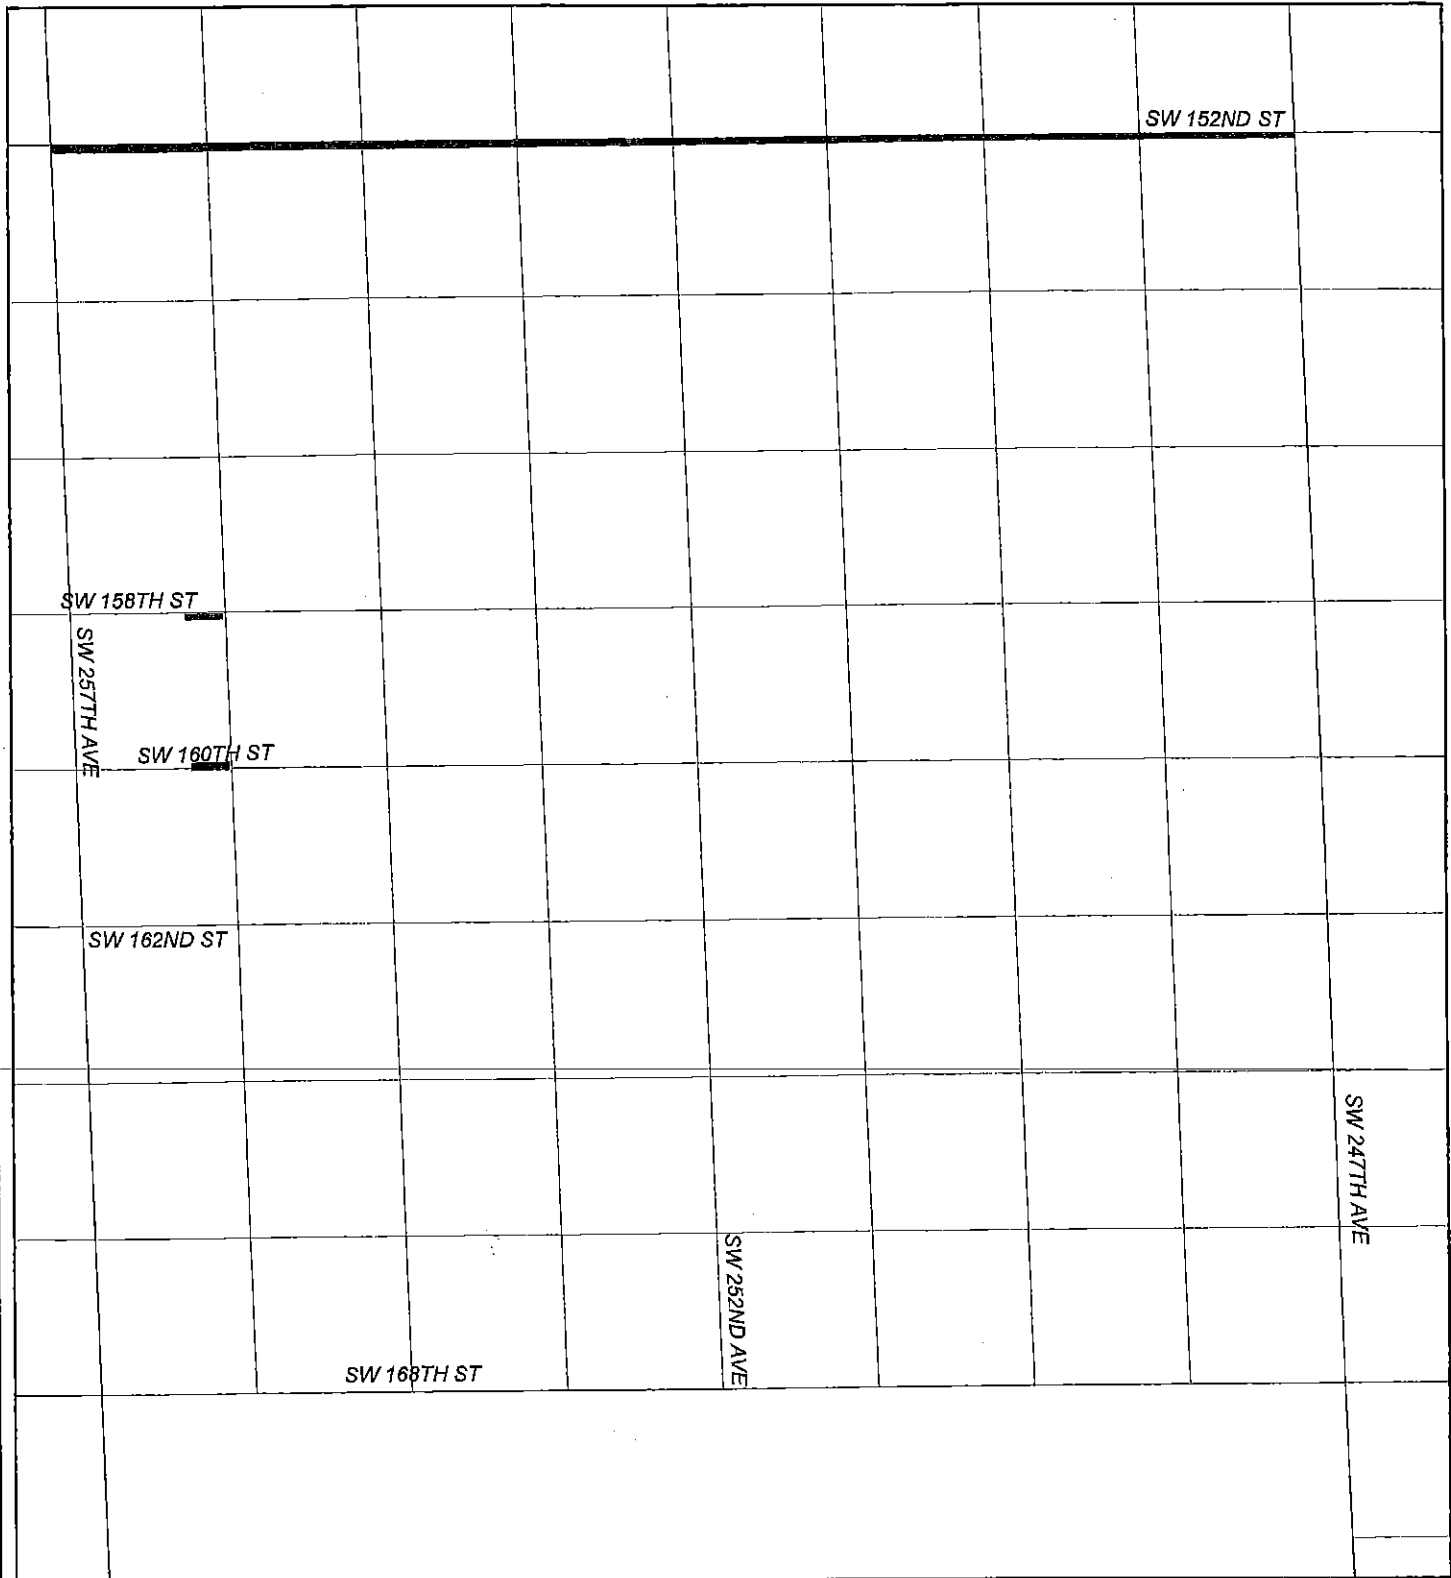 SW 152ND ST
SW 158TH ST
SW 257TH AVE
SW 160TH ST
SW 162ND ST
SW 247TH AVE
SW 252ND AVE
SW 168TH ST